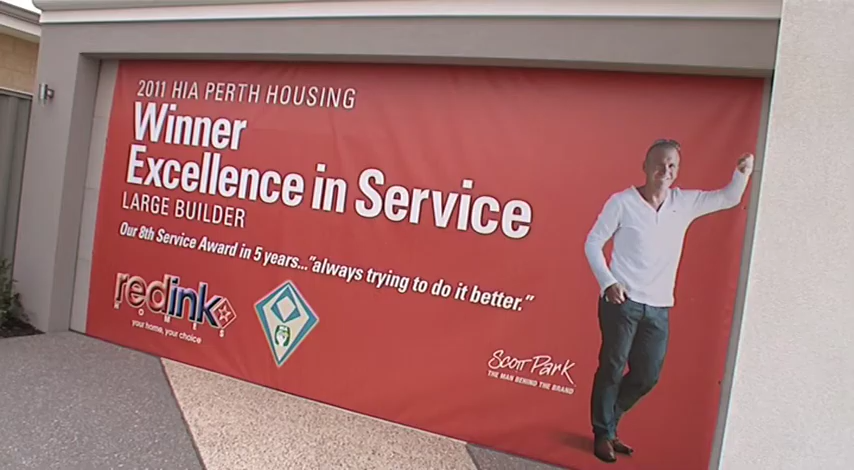 2011 HIA PERTH HOUSING
Winner
Excellence in Service
LARGE BUILDER
Our 8th Service Award in 5 years..."always trying to do it better."
redink
HOMES
your home, your choice
Scott Park
THE MAN BEHIND THE BRAND